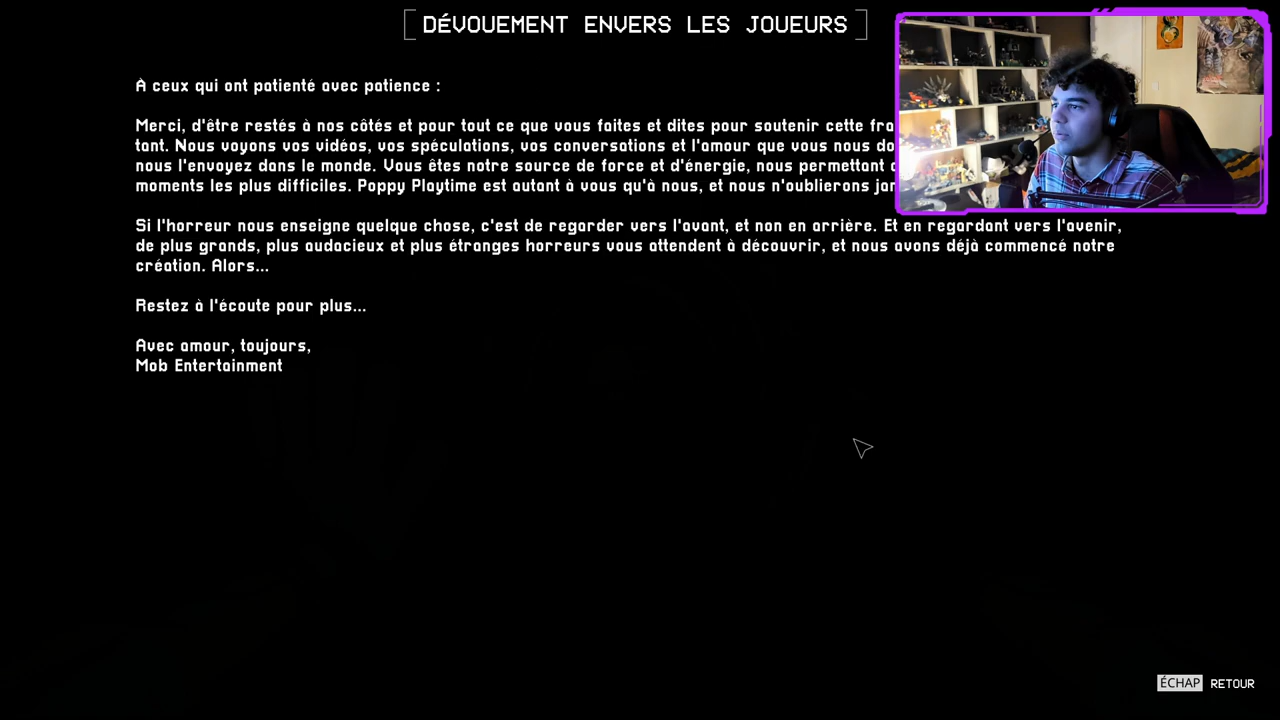 DÉVOUEMENT ENVERS LES JOUEURS
À ceux qui ont patienté avec patience :
Merci, d'être restés à nos côtés et pour tout ce que vous faites et dites pour soutenir cette
tant. Nous voyons vos vidéos, vos spéculations, vos conversations et l'amour que vous nous
nous l'envoyez dans le monde. Vous êtes notre source de force et d'énergie, nous permettant
moments les plus difficiles. Poppy Playtime est autant à vous qu'à nous, et nous n'oublierons
Si l'horreur nous enseigne quelque chose, c'est de regarder vers l'avant, et non en arrière. Et en regardant vers l'avenir,
de plus grands, plus audacieux et plus étranges horreurs vous attendent à découvrir, et nous avons déjà commencé notre
création. Alors...
Restez à l'écoute pour plus...
Avec amour, toujours,
Mob Entertainment
ÉCHAP RETOUR